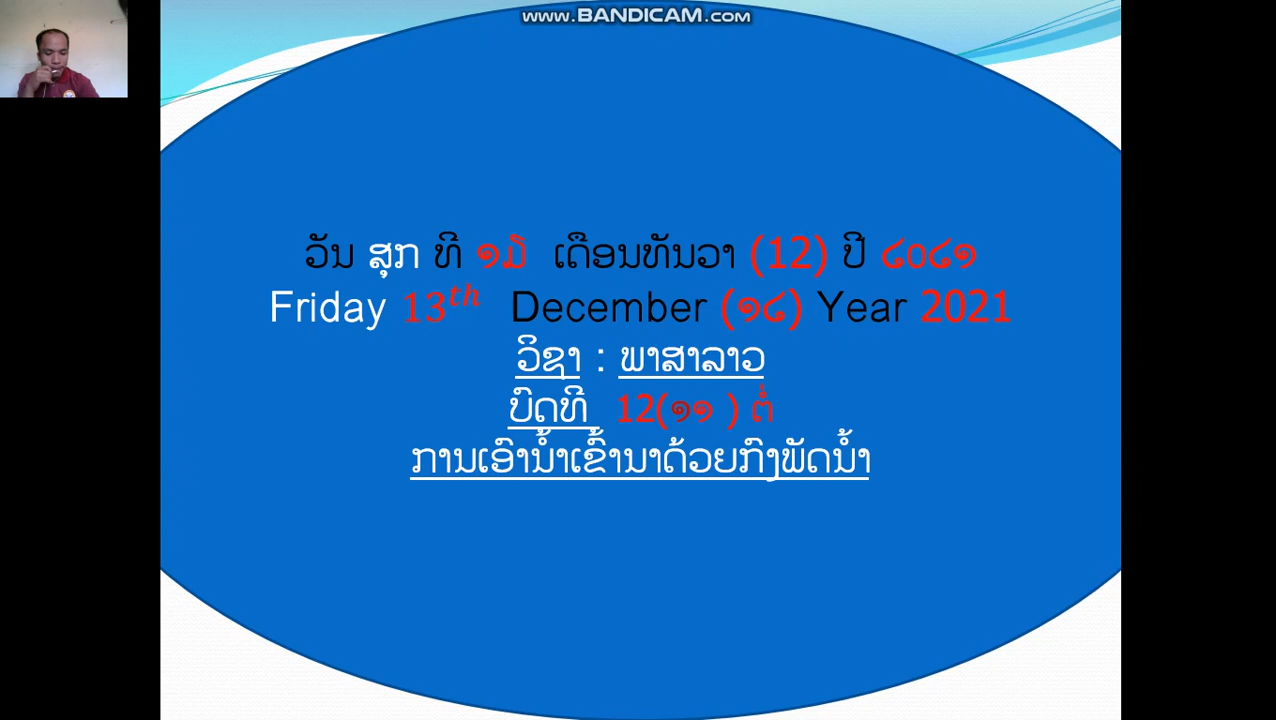 www.BANDICAM.com
ວັນ ສຸກ ທີ ໑໓ ເດືອນທັນວາ (12) ປີ ໒໐໒໑
Friday 13th December (໑໒) Year 2021
ວິຊາ : ພາສາລາວ
ບົດທີ 12(໑໑ ) ຕໍ່
ການເອົານ້ຳເຂົ້ານາດ້ວຍກົງພັດນ້ຳ